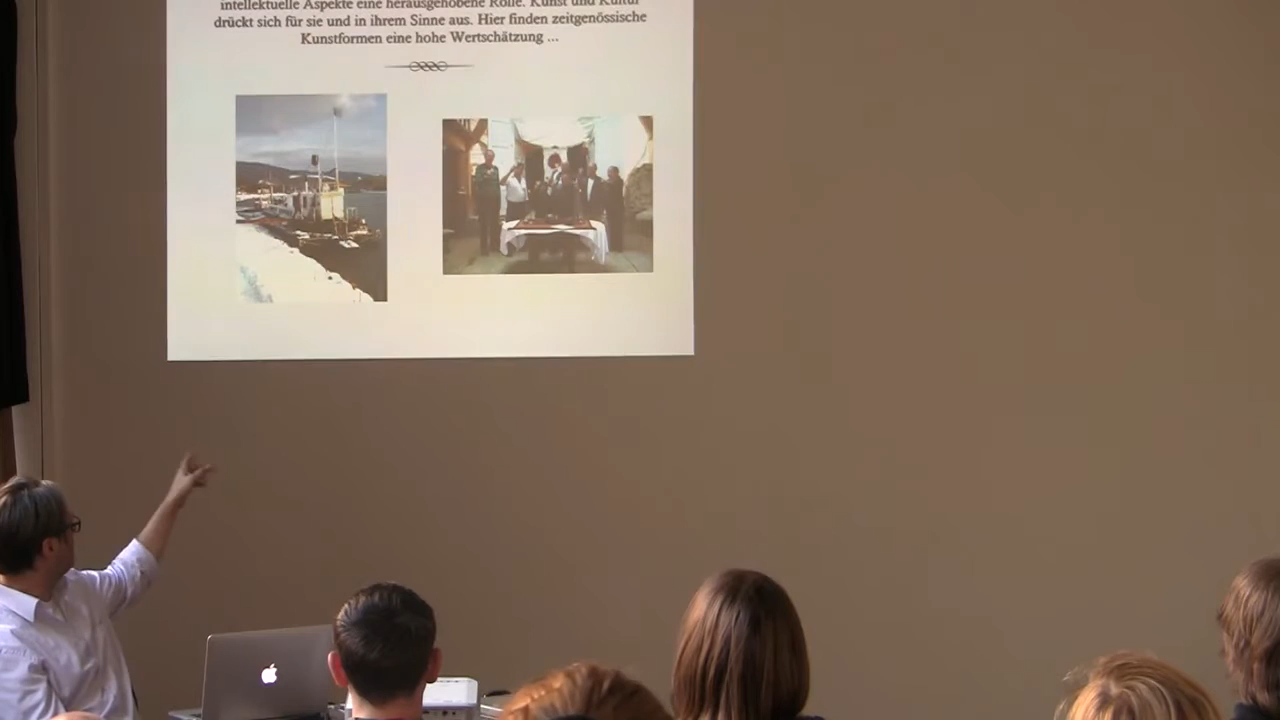 intellektuelle Aspekte eine herausgehobene Rolle. Kunst und Kultur
drückt sich für sie und in ihrem Sinne aus. Hier finden zeitgenössische
Kunstformen eine hohe Wertschätzung ...